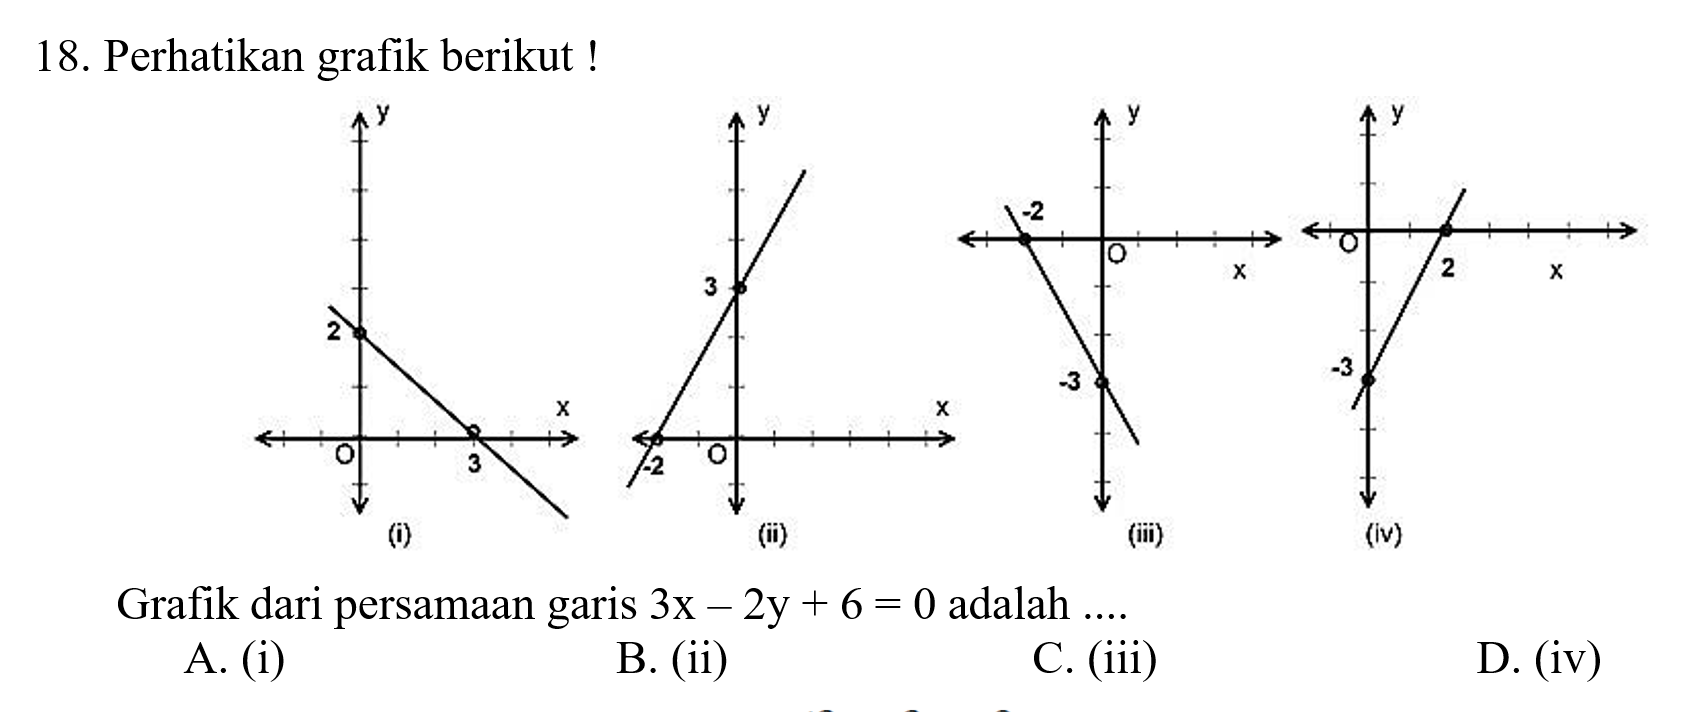 18. Perhatikan grafik berikut !
y y y y
-2
O O
3 x 2 x
2 -3 -3
x x
O 3 -2 O
(i) (ii) (iii) (iv)
Grafik dari persamaan garis 3x – 2y + 6 = 0 adalah ....
A. (i) B. (ii) C. (iii) D. (iv)